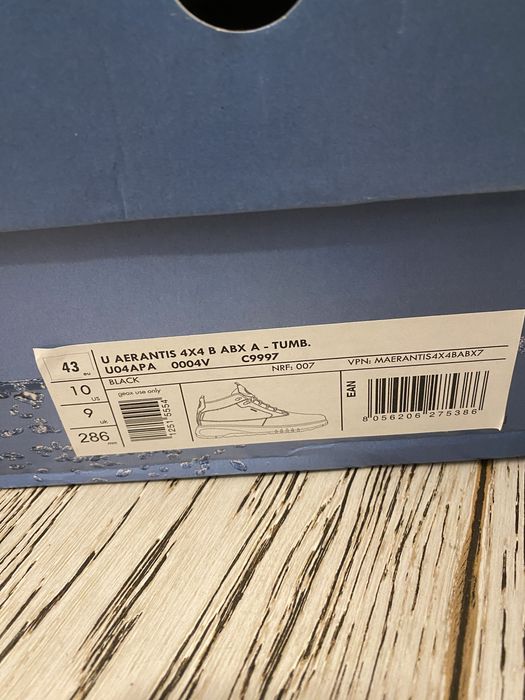 43 eu
10 us
9 uk
286 mm
U AERANTIS 4X4 B ABX A - TUMB.
U04APA 0004V C9997
BLACK
NRF: 007
VPN: MAERANTIS4X4BABX7
geox use only
12515554
EAN
8 056206 275386